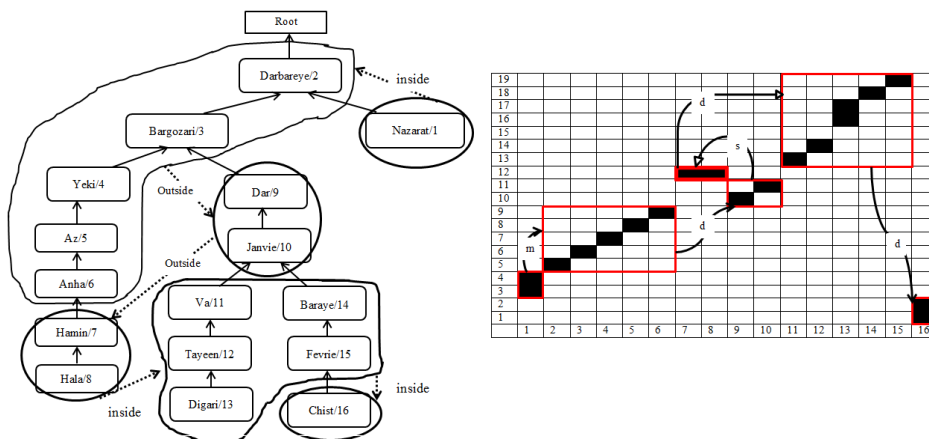 Root
Darbareye/2
inside
Nazarat/1
Bargozari/3
Yeki/4
Outside
Dar/9
Az/5
Janvie/10
Outside
Anha/6
Va/11
Baraye/14
Hamin/7
Tayeen/12
Fevrie/15
Hala/8
inside
Digari/13
Chist/16
inside
19
18
17
16
15
14
13
12
11
10
9
8
7
6
5
4
3
2
1
d
s
d
m
d
1 2 3 4 5 6 7 8 9 10 11 12 13 14 15 16